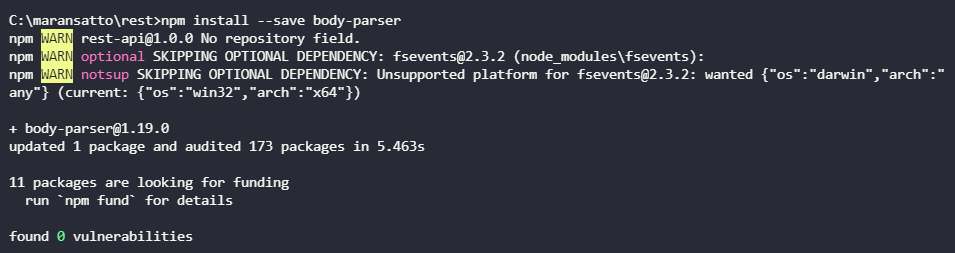 C:\maransatto\rest>npm install --save body-parser
npm WARN rest-api@1.0.0 No repository field.
npm WARN optional SKIPPING OPTIONAL DEPENDENCY: fsevents@2.3.2 (node_modules\fsevents):
npm WARN notsup SKIPPING OPTIONAL DEPENDENCY: Unsupported platform for fsevents@2.3.2: wanted {"os":"darwin","arch":"
any"} (current: {"os":"win32","arch":"x64"})
+ body-parser@1.19.0
updated 1 package and audited 173 packages in 5.463s
11 packages are looking for funding
  run `npm fund` for details
found 0 vulnerabilities